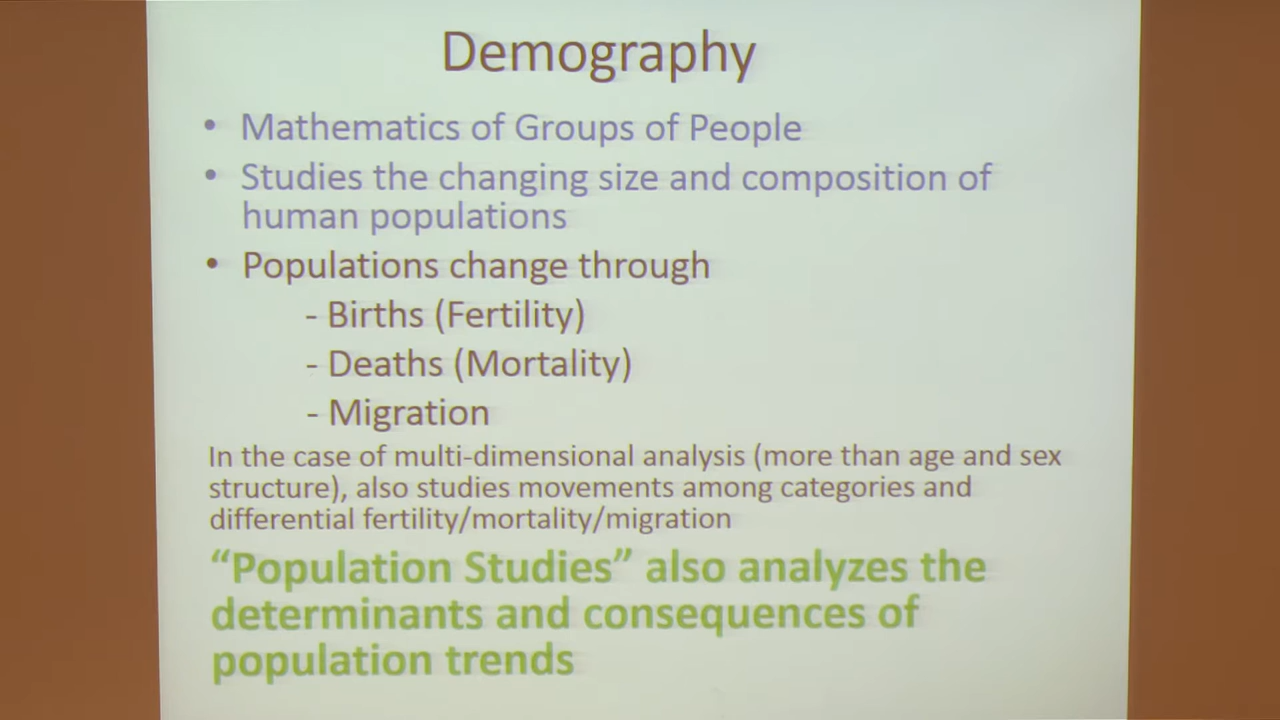 Demography
• Mathematics of Groups of People
• Studies the changing size and composition of
human populations
• Populations change through
- Births (Fertility)
- Deaths (Mortality)
- Migration
In the case of multi-dimensional analysis (more than age and sex
structure), also studies movements among categories and
differential fertility/mortality/migration
“Population Studies” also analyzes the
determinants and consequences of
population trends